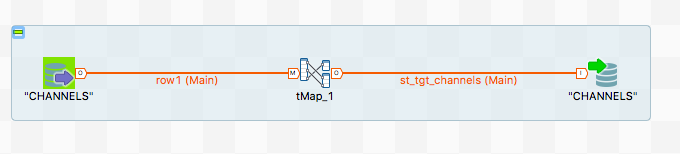 O
row1 (Main)
M
O
st_tgt_channels (Main)
I
"CHANNELS"
tMap_1
"CHANNELS"